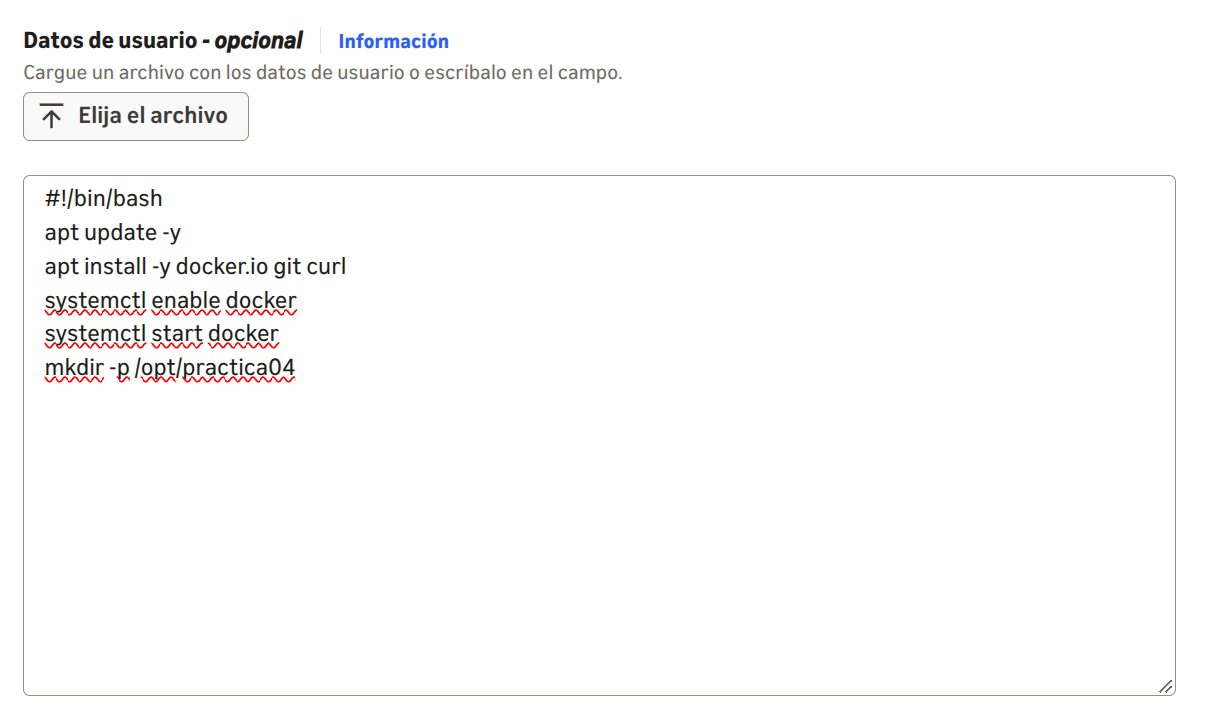 Datos de usuario - opcional Información
Cargue un archivo con los datos de usuario o escríbalo en el campo.
Elija el archivo
#!/bin/bash
apt update -y
apt install -y docker.io git curl
systemctl enable docker
systemctl start docker
mkdir -p /opt/practica04